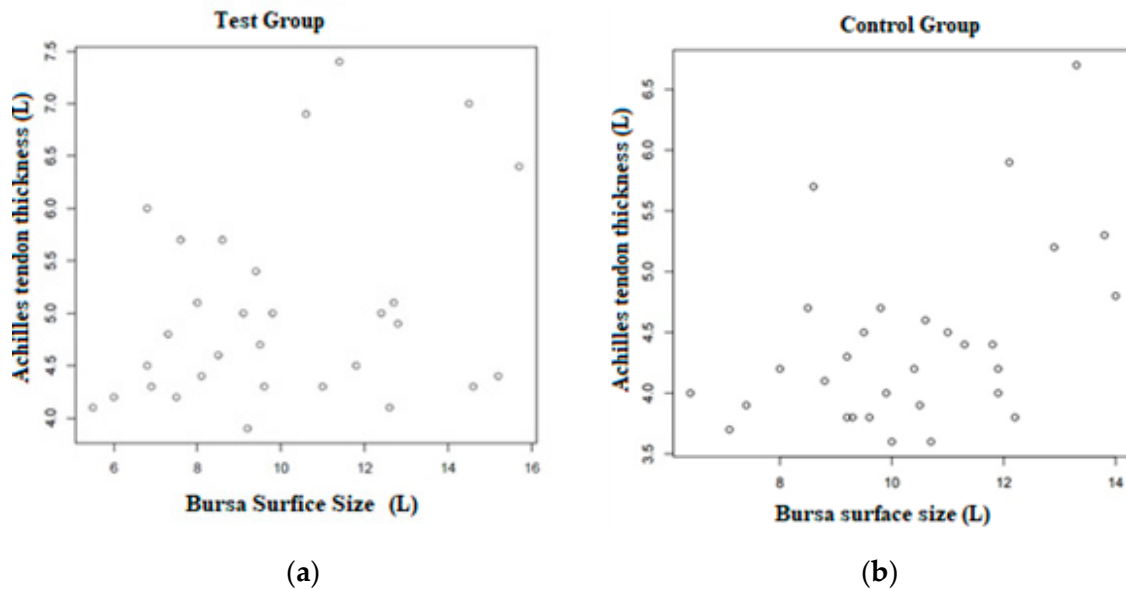 Test Group
Achilles tendon thickness (L)
7.5
7.0
6.5
6.0
5.5
5.0
4.5
4.0
6 8 10 12 14 16
Bursa Surfice Size (L)
(a)
Control Group
Achilles tendon thickness (L)
6.5
6.0
5.5
5.0
4.5
4.0
3.5
8 10 12 14
Bursa surface size (L)
(b)